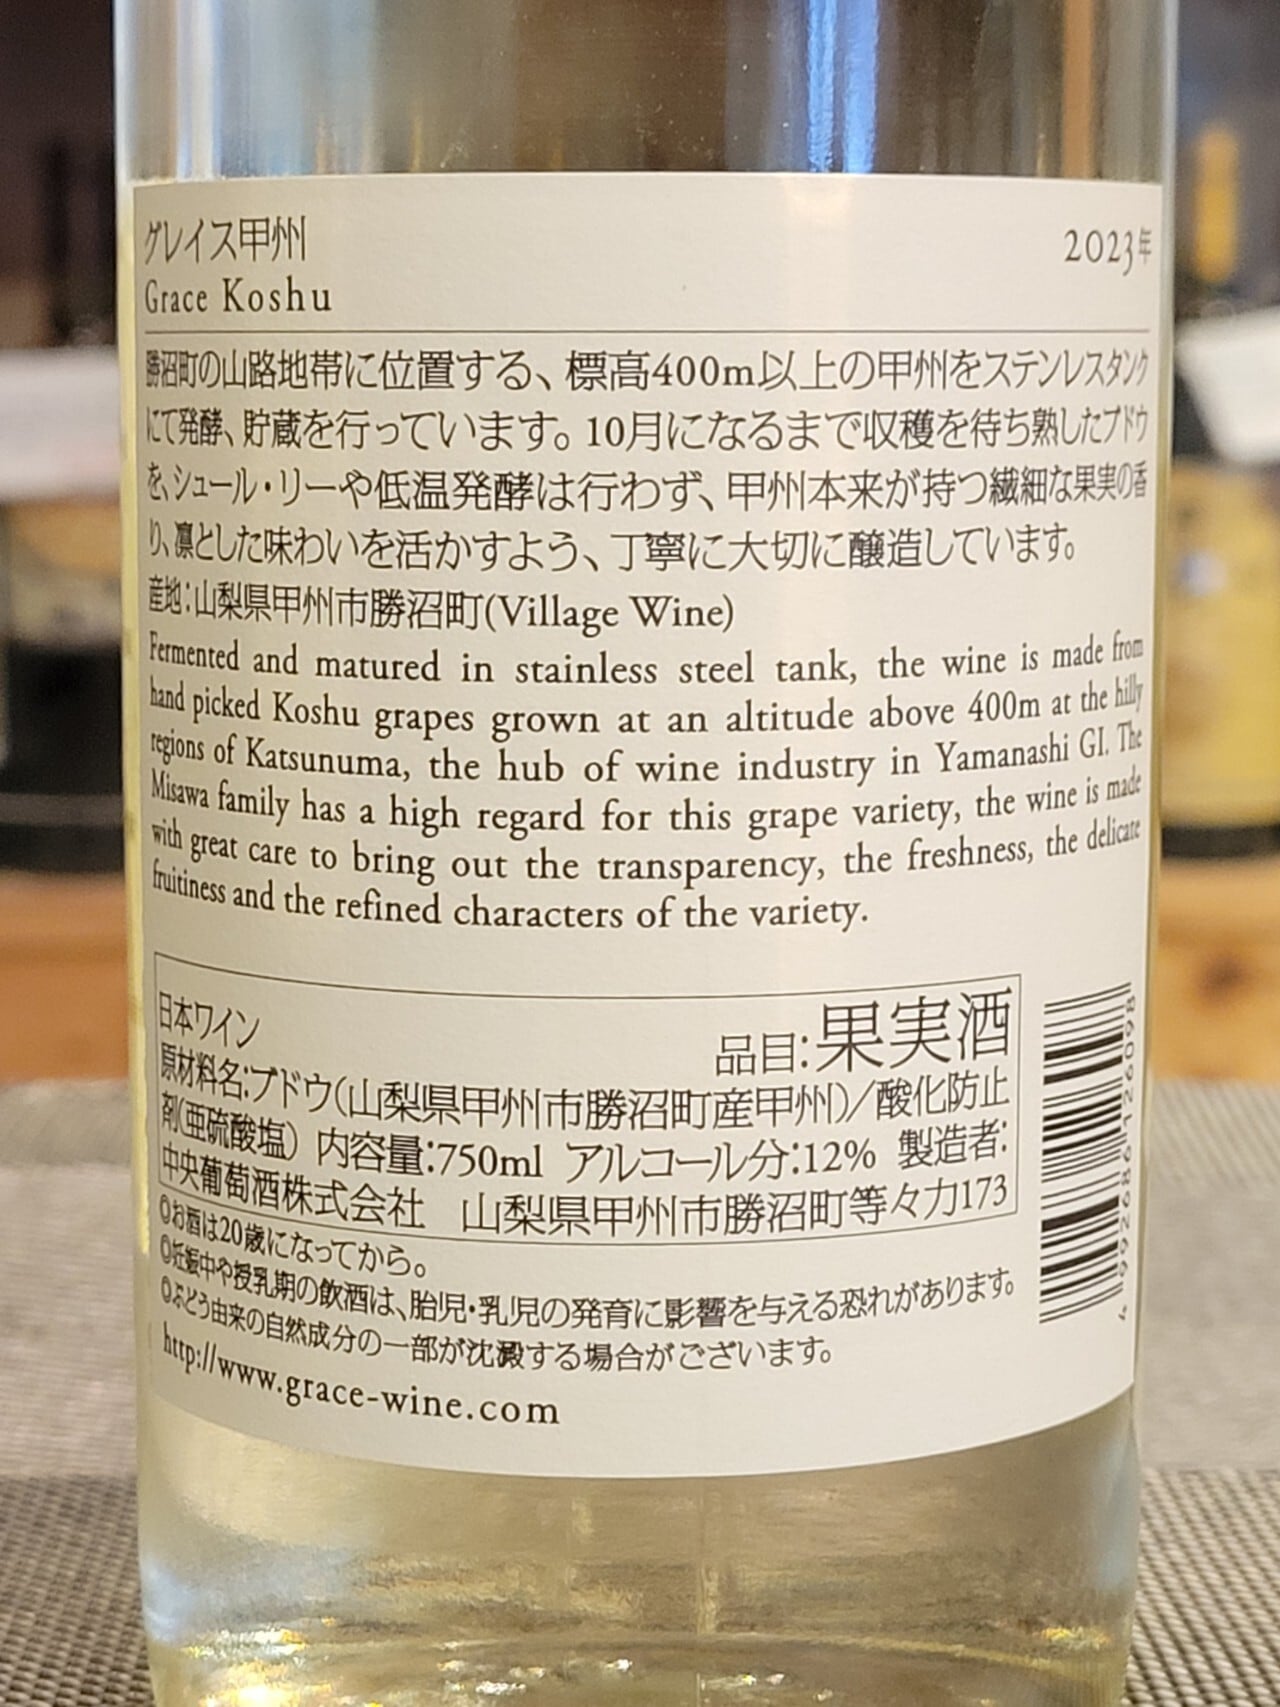 グレイス甲州
2023年
Grace Koshu
勝沼町の山路地帯に位置する、標高400m以上の甲州をステンレスタンク
にて発酵、貯蔵を行っています。10月になるまで収穫を待ち熟したブドウ
を、シュール・リーや低温発酵は行わず、甲州本来が持つ繊細な果実の香
り、凛とした味わいを活かすよう、丁寧に大切に醸造しています。
産地:山梨県甲州市勝沼町(Village Wine)
Fermented and matured in stainless steel tank, the wine is made from
hand picked Koshu grapes grown at an altitude above 400m at the hilly
regions of Katsunuma, the hub of wine industry in Yamanashi GI. The
Misawa family has a high regard for this grape variety, the wine is made
with great care to bring out the transparency, the freshness, the delicate
fruitiness and the refined characters of the variety.
日本ワイン
品目:果実酒
原材料名:ブドウ(山梨県甲州市勝沼町産甲州)/酸化防止
剤(亜硫酸塩) 内容量:750ml アルコール分:12% 製造者:
中央葡萄酒株式会社 山梨県甲州市勝沼町等々力173
◎お酒は20歳になってから。
◎妊娠中や授乳期の飲酒は、胎児・乳児の発育に影響を与える恐れがあります。
◎ぶどう由来の自然成分の一部が沈澱する場合がございます。
http://www.grace-wine.com
4 992686 126098